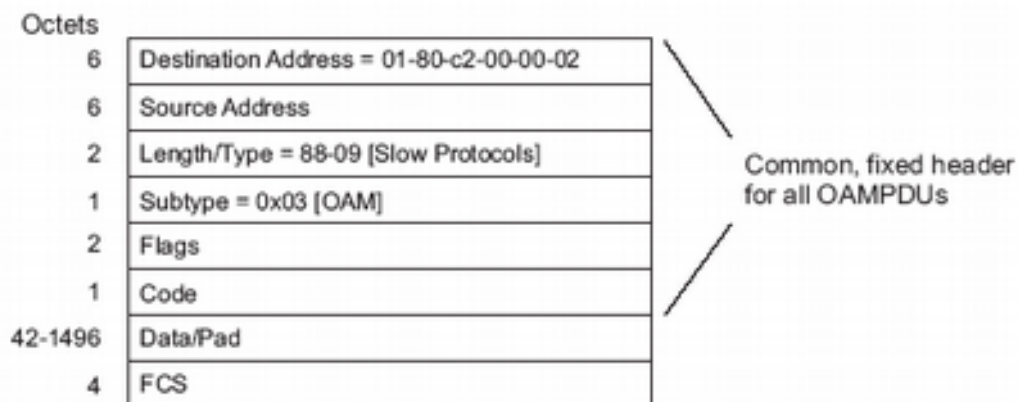 Octets
6 Destination Address = 01-80-c2-00-00-02
6 Source Address
2 Length/Type = 88-09 [Slow Protocols]
1 Subtype = 0x03 [OAM]
2 Flags
1 Code
42-1496 Data/Pad
4 FCS
Common, fixed header
for all OAMPDUs